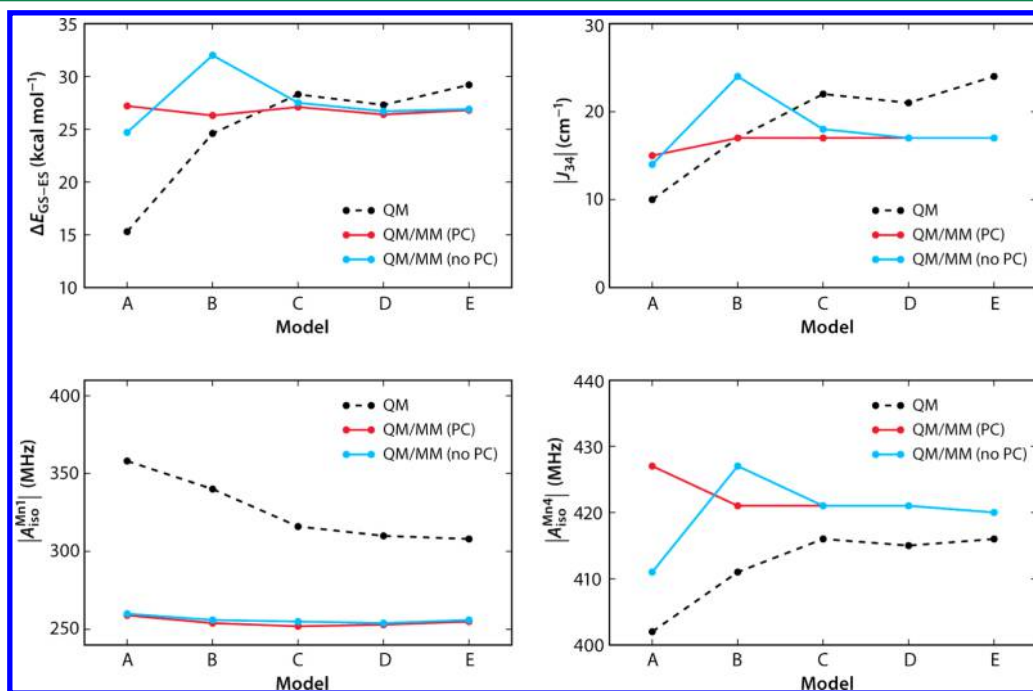 35
30
25
20
15
10
ΔE_GS−ES (kcal mol⁻¹)
QM
QM/MM (PC)
QM/MM (no PC)
A B C D E
Model
30
20
10
0
|J₃₄| (cm⁻¹)
QM
QM/MM (PC)
QM/MM (no PC)
A B C D E
Model
400
350
300
250
|A_iso^Mn1| (MHz)
QM
QM/MM (PC)
QM/MM (no PC)
A B C D E
Model
440
430
420
410
400
|A_iso^Mn4| (MHz)
QM
QM/MM (PC)
QM/MM (no PC)
A B C D E
Model